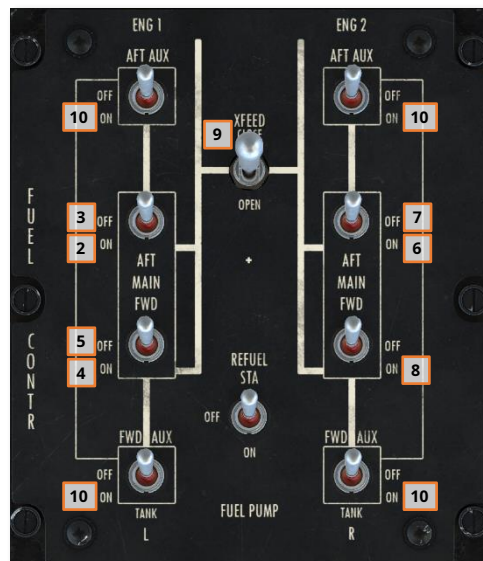 ENG 1
ENG 2
AFT AUX
AFT AUX
OFF
OFF
10 ON
ON 10
9 XFEED
CLOSE
3 OFF
OFF 7
2 ON
ON 6
OPEN
FUEL
AFT
MAIN
FWD
AFT
MAIN
FWD
5 OFF
OFF
4 ON
ON 8
CONTR
REFUEL
STA
OFF
ON
FWD AUX
FWD AUX
OFF
OFF
10 ON
ON 10
TANK
L
FUEL PUMP
TANK
R